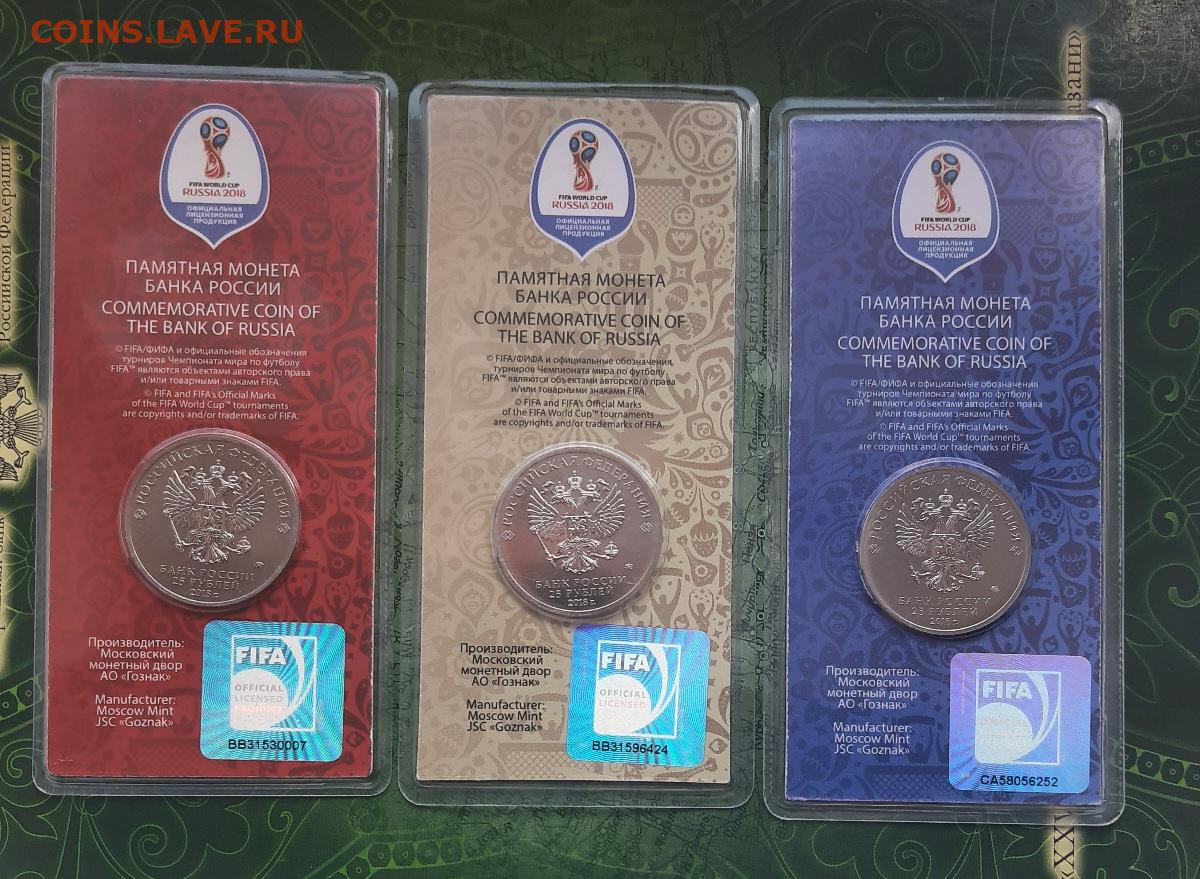 COINS.LAVE.RU
Российской Федерации
FIFA WORLD CUP
RUSSIA 2018
ОФИЦИАЛЬНАЯ
ЛИЦЕНЗИОННАЯ
ПРОДУКЦИЯ
ПАМЯТНАЯ МОНЕТА
БАНКА РОССИИ
COMMEMORATIVE COIN OF
THE BANK OF RUSSIA
© FIFA/ФИФА и официальные обозначения
турниров Чемпионата мира по футболу
FIFA™ являются объектами авторского права
и/или товарными знаками FIFA.
© FIFA and FIFA's Official Marks
of the FIFA World Cup™ tournaments
are copyrights and/or trademarks of FIFA.
РОССИЙСКАЯ ФЕДЕРАЦИЯ
БАНК РОССИИ
25 РУБЛЕЙ
2018 г.
Производитель:
Московский
монетный двор
АО «Гознак»
Manufacturer:
Moscow Mint
JSC «Goznak»
FIFA
OFFICIAL
LICENSED
PRODUCT
BB31530007
FIFA WORLD CUP
RUSSIA 2018
ОФИЦИАЛЬНАЯ
ЛИЦЕНЗИОННАЯ
ПРОДУКЦИЯ
ПАМЯТНАЯ МОНЕТА
БАНКА РОССИИ
COMMEMORATIVE COIN OF
THE BANK OF RUSSIA
© FIFA/ФИФА и официальные обозначения
турниров Чемпионата мира по футболу
FIFA™ являются объектами авторского права
и/или товарными знаками FIFA.
© FIFA and FIFA's Official Marks
of the FIFA World Cup™ tournaments
are copyrights and/or trademarks of FIFA.
РОССИЙСКАЯ ФЕДЕРАЦИЯ
БАНК РОССИИ
25 РУБЛЕЙ
2018 г.
Производитель:
Московский
монетный двор
АО «Гознак»
Manufacturer:
Moscow Mint
JSC «Goznak»
FIFA
OFFICIAL
LICENSED
BB31596424
FIFA WORLD CUP
RUSSIA 2018
ОФИЦИАЛЬНАЯ
ЛИЦЕНЗИОННАЯ
ПРОДУКЦИЯ
ПАМЯТНАЯ МОНЕТА
БАНКА РОССИИ
COMMEMORATIVE COIN OF
THE BANK OF RUSSIA
© FIFA/ФИФА и официальные обозначения
турниров Чемпионата мира по футболу
FIFA™ являются объектами авторского права
и/или товарными знаками FIFA.
© FIFA and FIFA's Official Marks
of the FIFA World Cup™ tournaments
are copyrights and/or trademarks of FIFA.
РОССИЙСКАЯ ФЕДЕРАЦИЯ
БАНК РОССИИ
25 РУБЛЕЙ
2018 г.
Производитель:
Московский
монетный двор
АО «Гознак»
Manufacturer:
Moscow Mint
JSC «Goznak»
FIFA
OFFICIAL
PRODUCT
CA58056252